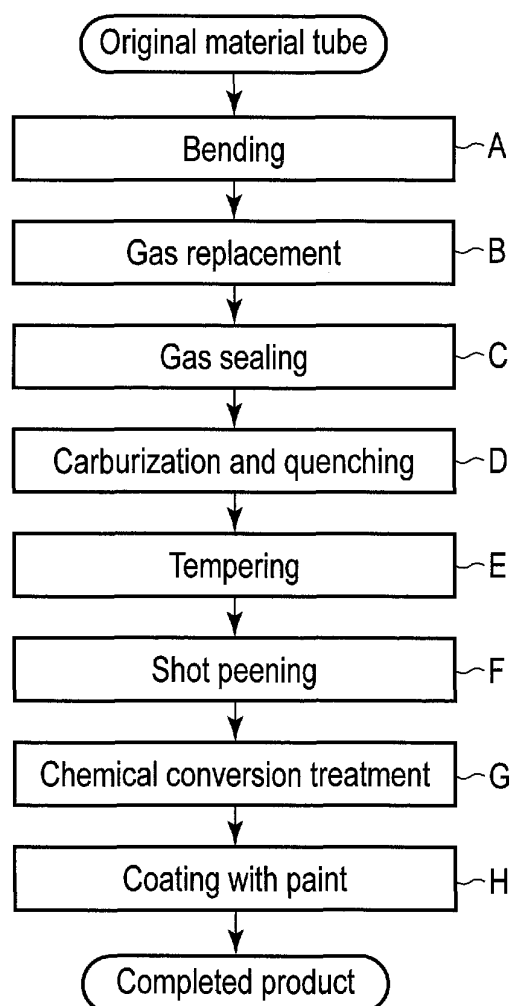 Original material tube
Bending
A
Gas replacement
B
Gas sealing
C
Carburization and quenching
D
Tempering
E
Shot peening
F
Chemical conversion treatment
G
Coating with paint
H
Completed product